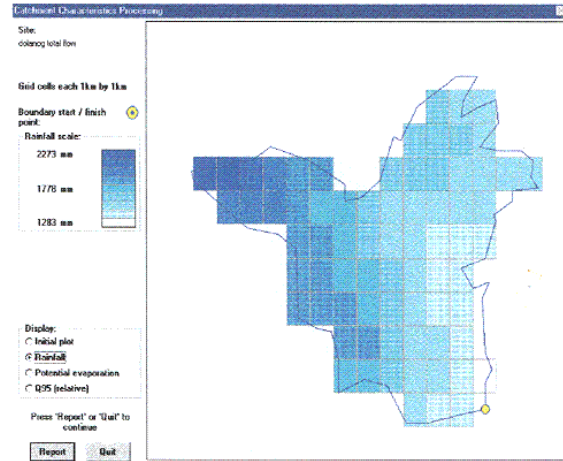 Catchment Characteristics Processing
Site:
dolanog total flow
Grid cells each 1km by 1km
Boundary start / finish
point:
Rainfall scale:
2273 mm
1778 mm
1283 mm
Display:
Initial plot
Rainfall
Potential evaporation
Q95 (relative)
Press 'Report' or 'Quit' to
continue
Report
Quit